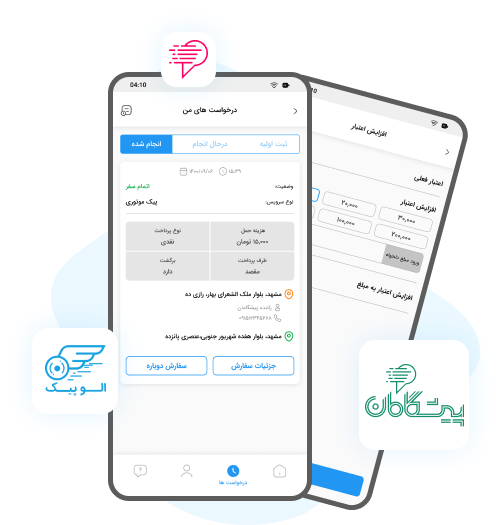 04:10
درخواست های من
ثبت اولیه
درحال انجام
انجام شده
۱۵:۳۹
۱۴۰۰/۰۹/۰۶
وضعیت:
اتمام سفر
نوع سرویس:
پیک موتوری
هزینه حمل
۱۵,۰۰۰ تومان
نوع پرداخت
نقدی
طرف پرداخت
مقصد
برگشت
دارد
مشهد، بلوار ملک الشعرای بهار، رازی ده
راننده پیشگامان
مشهد، بلوار هفده شهریور جنوبی،عنصری پانزده
جزئیات سفارش
سفارش دوباره
درخواست ها
افزایش اعتبار
اعتبار فعلی
افزایش اعتبار
۲۰,۰۰۰
۳۰,۰۰۰
۱۰۰,۰۰۰
۲۰۰,۰۰۰
ورود مبلغ دلخواه
افزایش اعتبار به مبلغ
الو پیک
پیشگامان